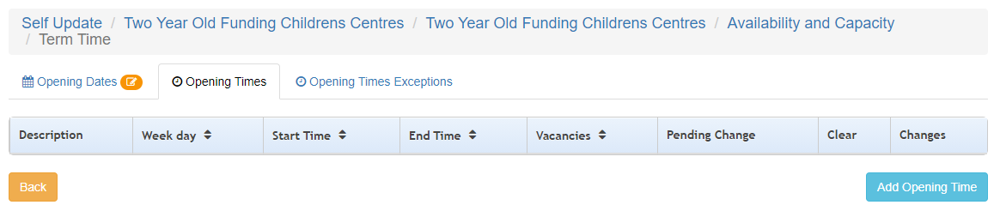 Self Update / Two Year Old Funding Childrens Centres / Two Year Old Funding Childrens Centres / Availability and Capacity
/ Term Time
Opening Dates Opening Times Opening Times Exceptions
Description Week day Start Time End Time Vacancies Pending Change Clear Changes
Back Add Opening Time